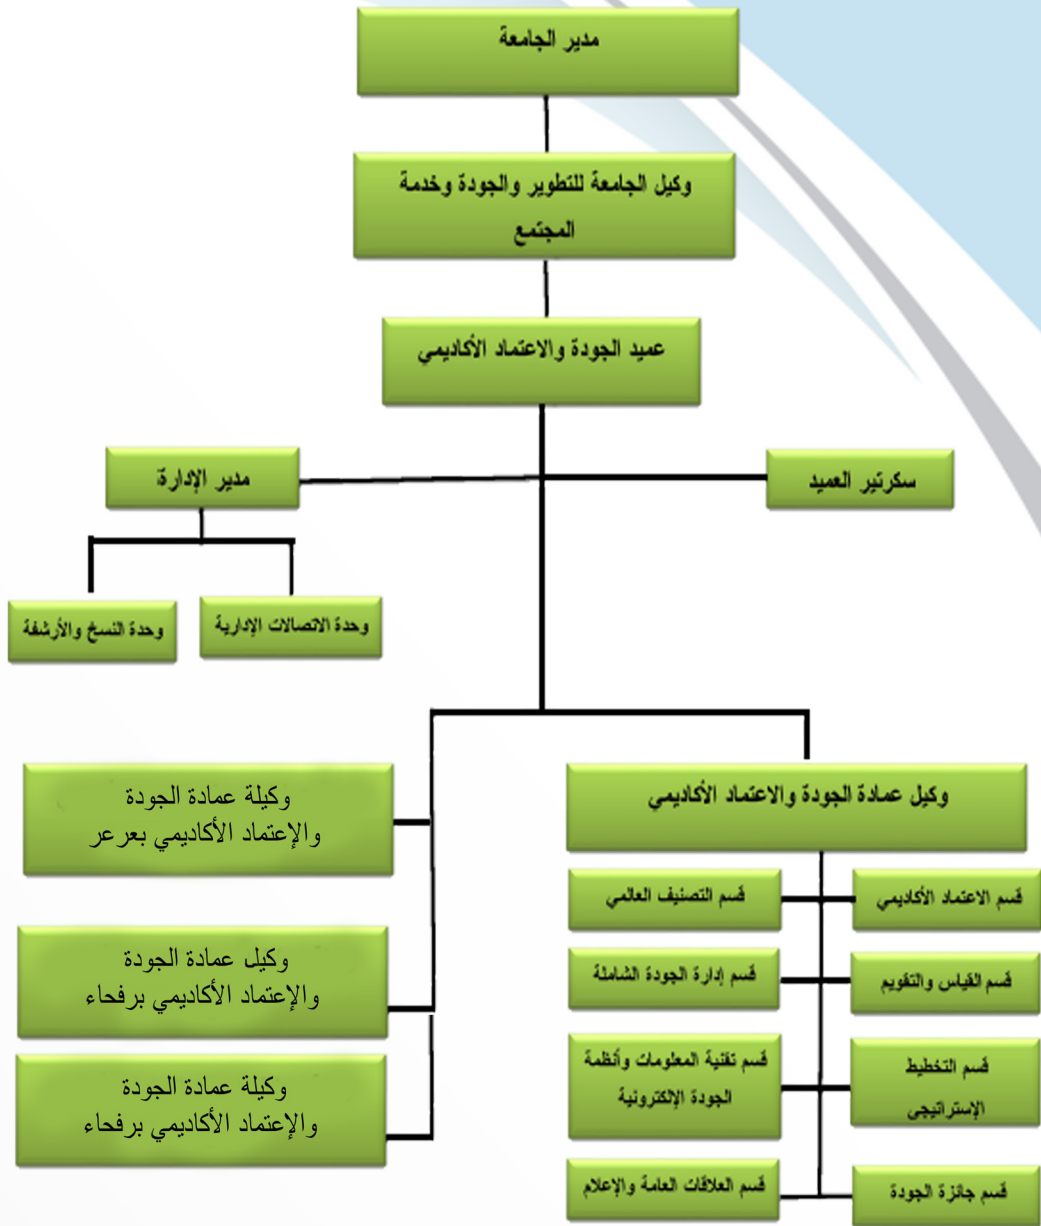 مدير الجامعة
وكيل الجامعة للتطوير والجودة وخدمة
المجتمع
عميد الجودة والاعتماد الأكاديمي
سكرتير العميد
مدير الإدارة
وحدة الاتصالات الإدارية
وحدة النسخ والأرشفة
وكيل عمادة الجودة والاعتماد الأكاديمي
قسم الاعتماد الأكاديمي
قسم التصنيف العالمي
قسم القياس والتقويم
قسم إدارة الجودة الشاملة
قسم التخطيط
الإستراتيجي
قسم تقنية المعلومات وأنظمة
الجودة الإلكترونية
قسم جائزة الجودة
قسم العلاقات العامة والإعلام
وكيلة عمادة الجودة
والإعتماد الأكاديمي بعرعر
وكيل عمادة الجودة
والإعتماد الأكاديمي برفحاء
وكيلة عمادة الجودة
والإعتماد الأكاديمي برفحاء